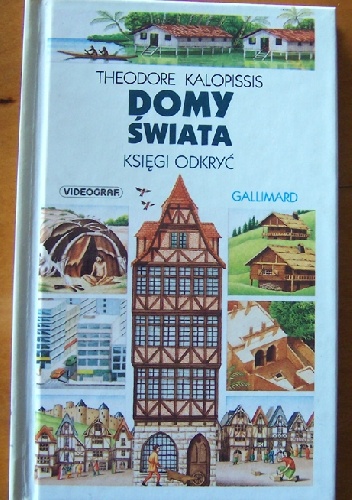 THEODORE KALOPISSIS
DOMY
ŚWIATA
KSIĘGI ODKRYĆ
VIDEOGRAF
GALLIMARD